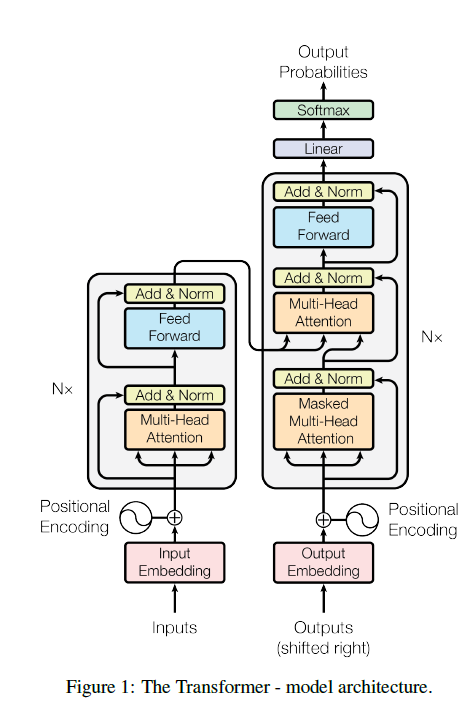 Output
Probabilities
Softmax
Linear
Add & Norm
Feed
Forward
Add & Norm
Multi-Head
Attention
Add & Norm
Masked
Multi-Head
Attention
Nx
Add & Norm
Feed
Forward
Add & Norm
Multi-Head
Attention
N×
Positional
Encoding
Positional
Encoding
Input
Embedding
Output
Embedding
Inputs
Outputs
(shifted right)
Figure 1: The Transformer - model architecture.